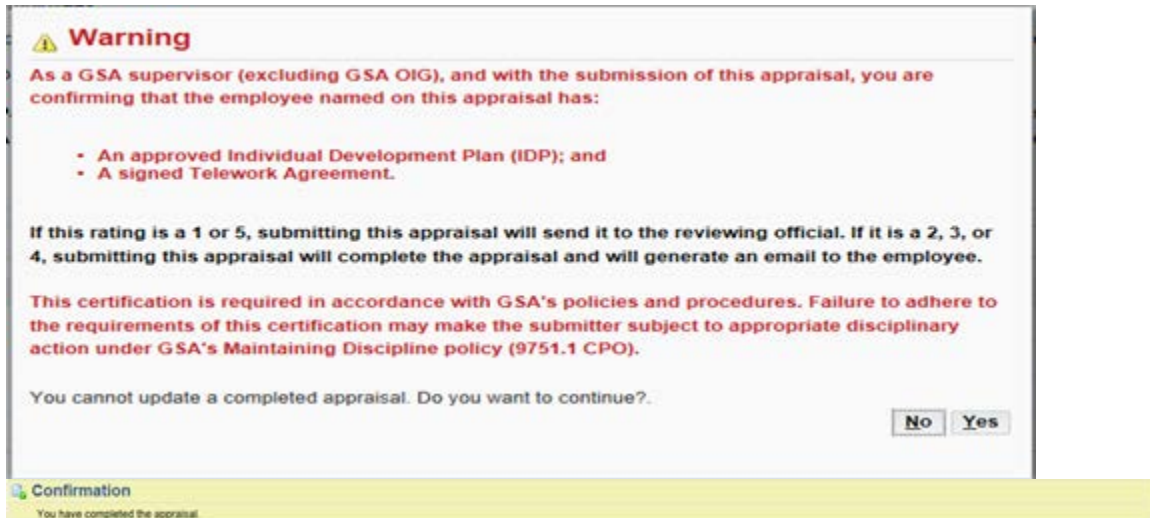 Warning
As a GSA supervisor (excluding GSA OIG), and with the submission of this appraisal, you are
confirming that the employee named on this appraisal has:
• An approved Individual Development Plan (IDP); and
• A signed Telework Agreement.
If this rating is a 1 or 5, submitting this appraisal will send it to the reviewing official. If it is a 2, 3, or
4, submitting this appraisal will complete the appraisal and will generate an email to the employee.
This certification is required in accordance with GSA's policies and procedures. Failure to adhere to
the requirements of this certification may make the submitter subject to appropriate disciplinary
action under GSA's Maintaining Discipline policy (9751.1 CPO).
You cannot update a completed appraisal. Do you want to continue?.
No Yes
Confirmation
You have completed the appraisal.